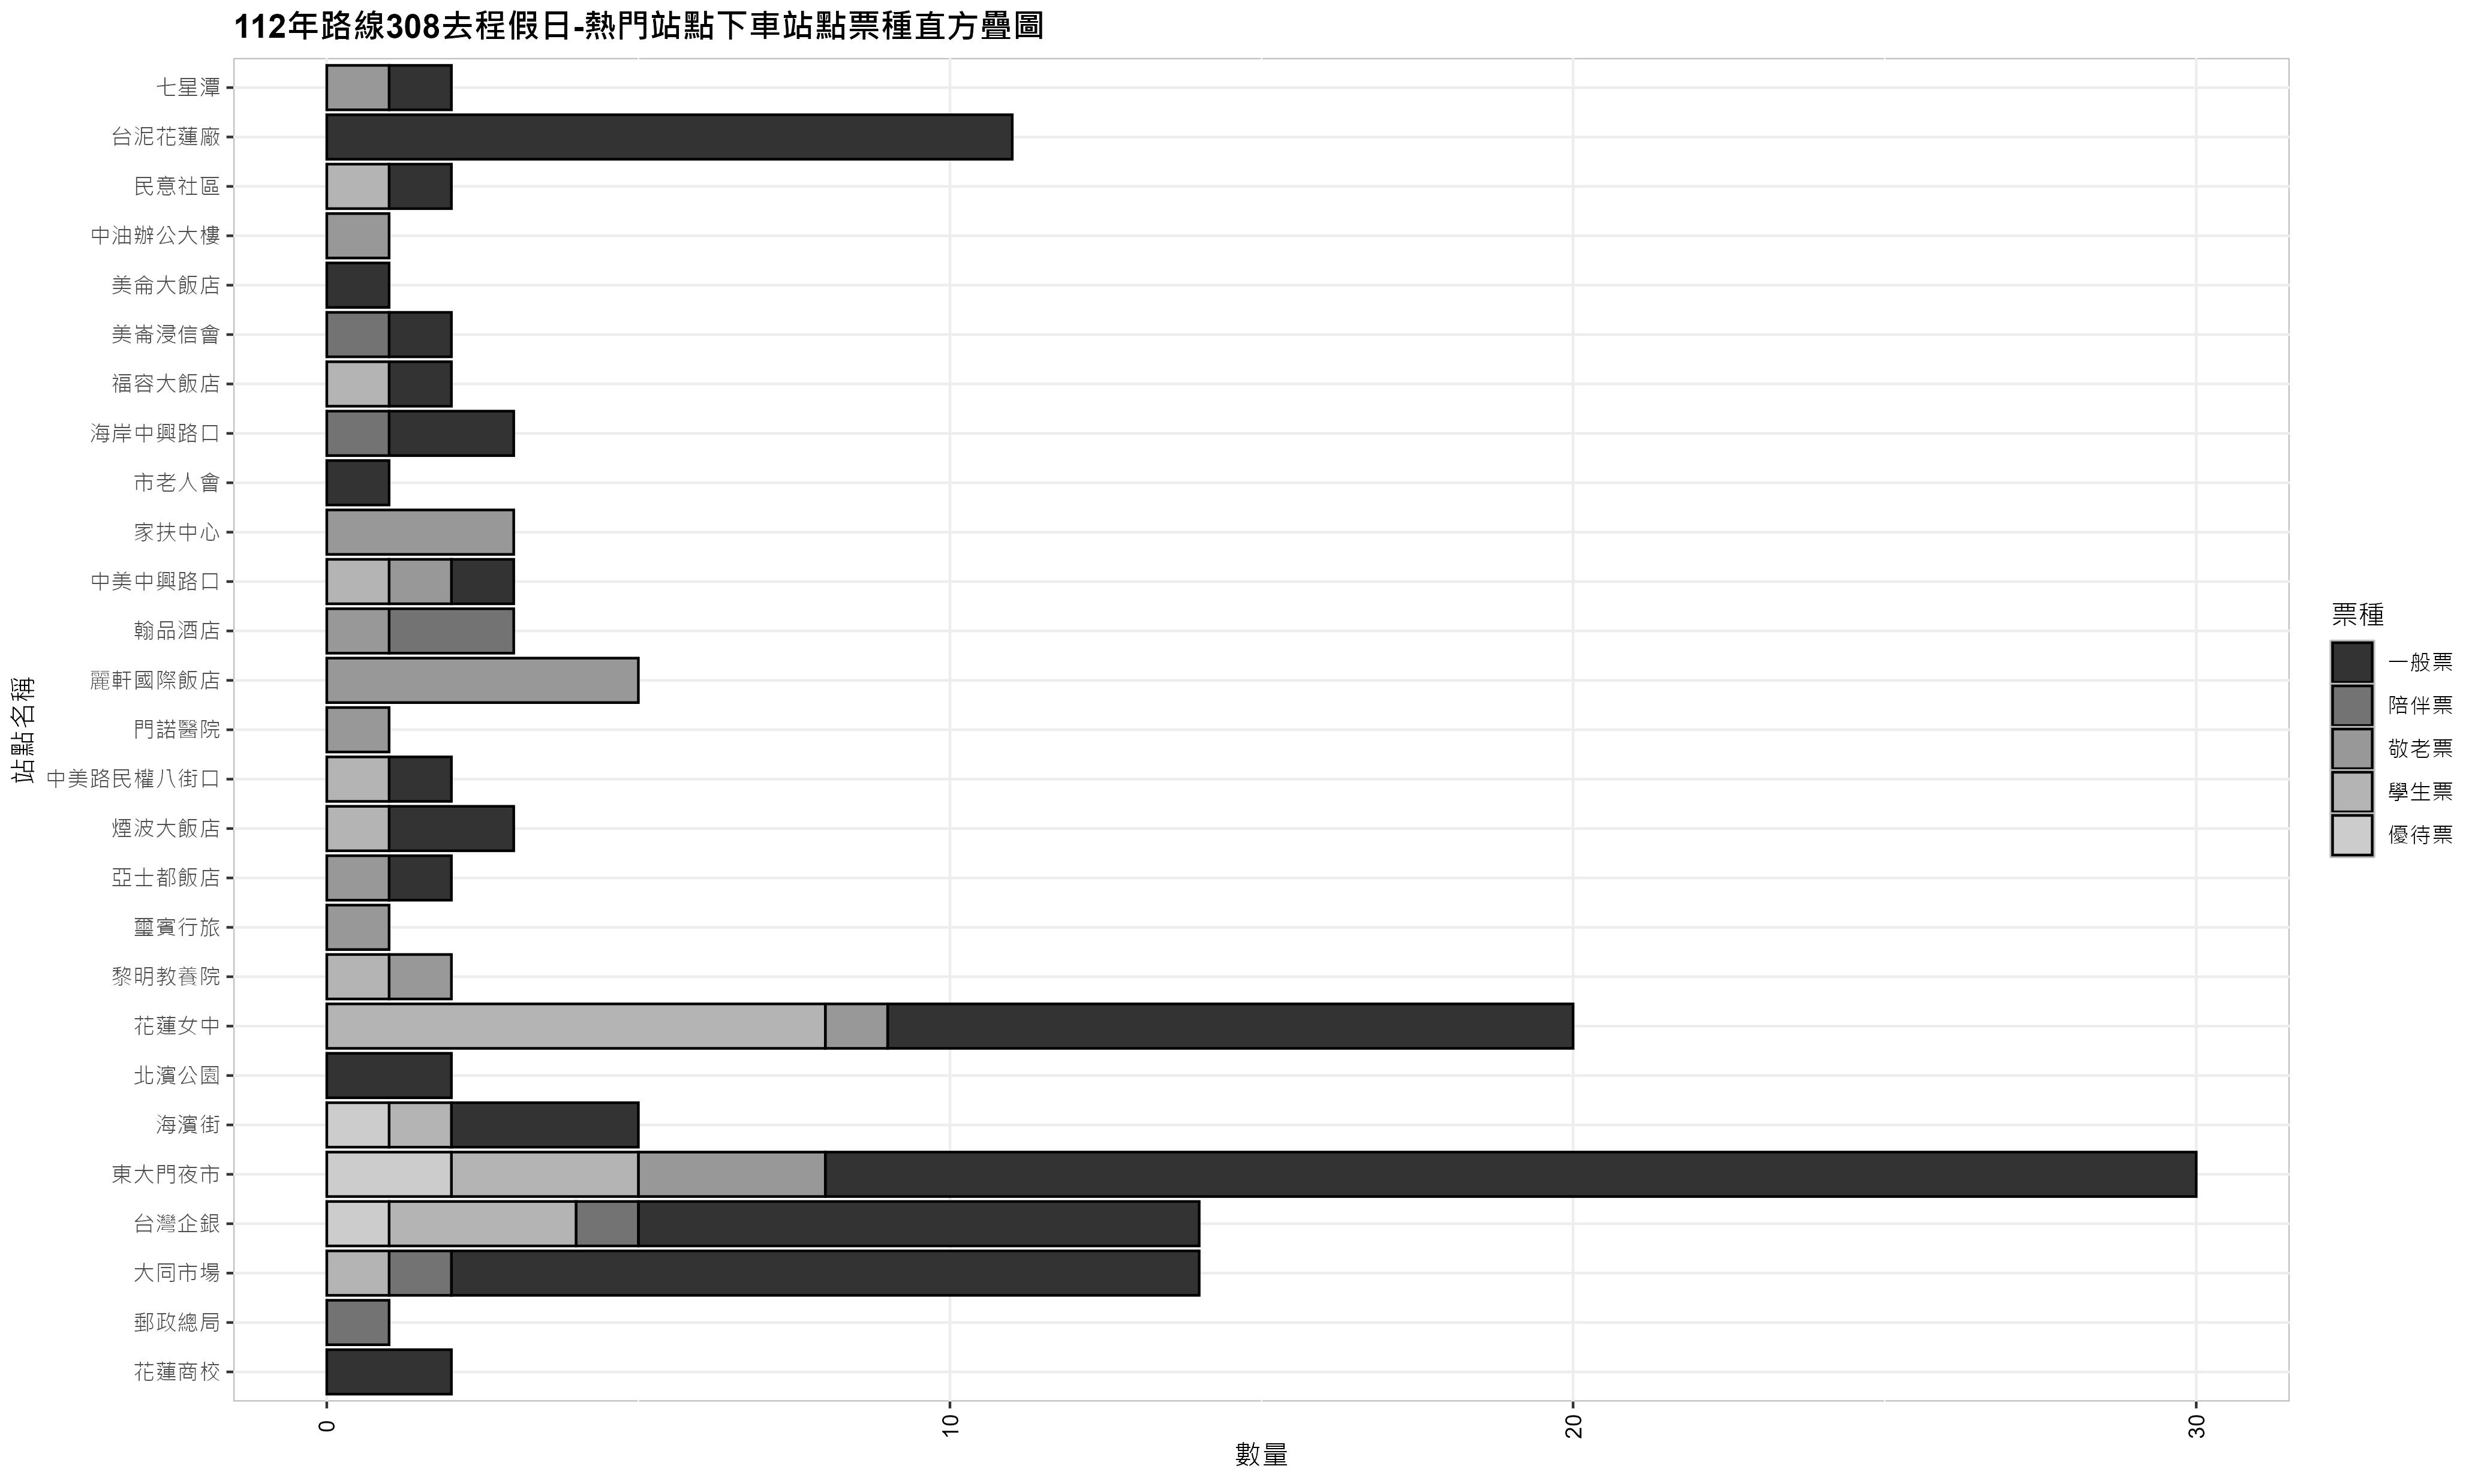 112年路線308去程假日-熱門站點下車站點票種直方疊圖
站點名稱
七星潭
台泥花蓮廠
民意社區
中油辦公大樓
美侖大飯店
美崙浸信會
福容大飯店
海岸中興路口
市老人會
家扶中心
中美中興路口
翰品酒店
麗軒國際飯店
門諾醫院
中美路民權八街口
煙波大飯店
亞士都飯店
璽賓行旅
黎明教養院
花蓮女中
北濱公園
海濱街
東大門夜市
台灣企銀
大同市場
郵政總局
花蓮商校
0
10
20
30
數量
票種
一般票
陪伴票
敬老票
學生票
優待票